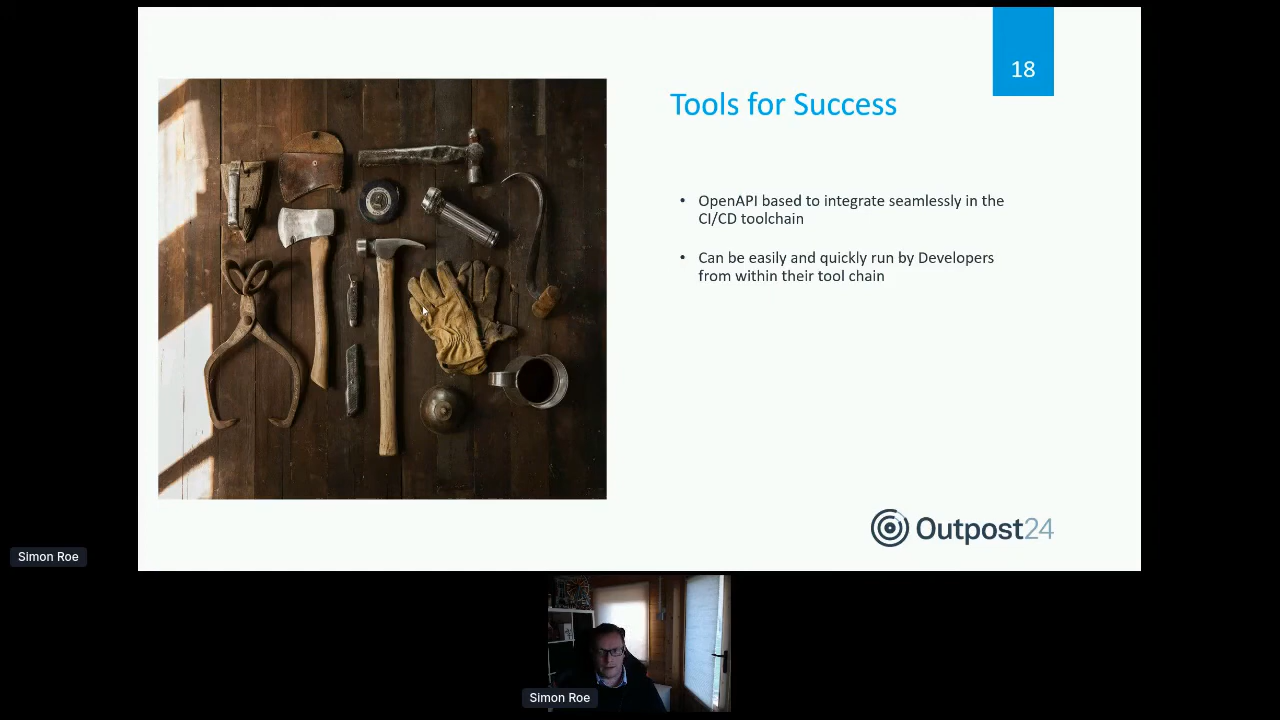 18
Tools for Success
• OpenAPI based to integrate seamlessly in the
CI/CD toolchain
• Can be easily and quickly run by Developers
from within their tool chain
Outpost24
Simon Roe
Simon Roe